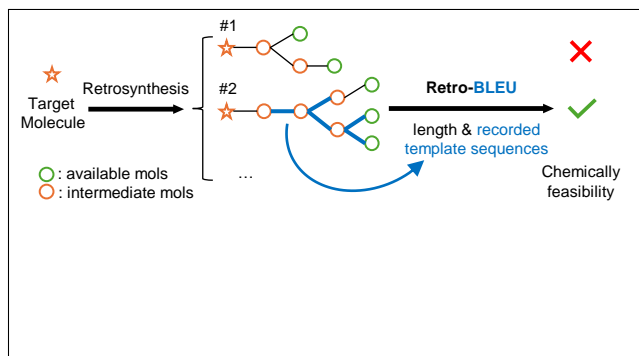 #1
Retrosynthesis
Target
Molecule
#2
Retro-BLEU
length & recorded
template sequences
: available mols
: intermediate mols
...
Chemically
feasibility